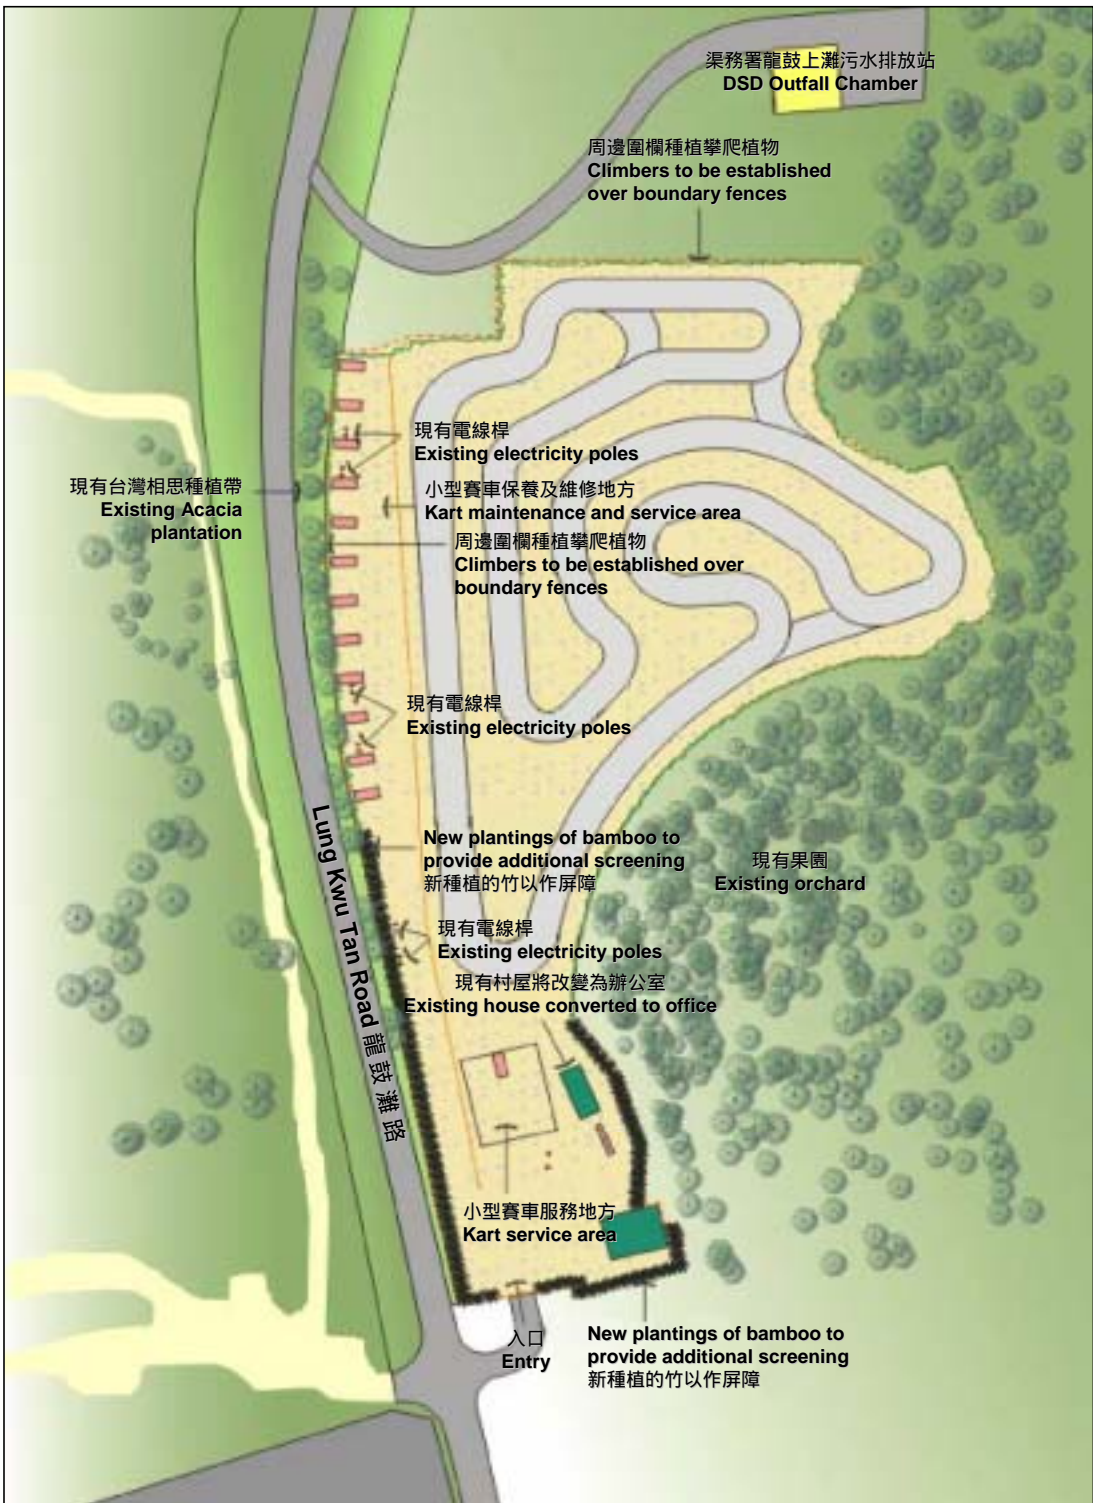 渠務署龍鼓上灘污水排放站
DSD Outfall Chamber
周邊圍欄種植攀爬植物
Climbers to be established
over boundary fences
現有電線桿
Existing electricity poles
現有台灣相思種植帶
Existing Acacia
plantation
小型賽車保養及維修地方
Kart maintenance and service area
周邊圍欄種植攀爬植物
Climbers to be established over
boundary fences
現有電線桿
Existing electricity poles
Lung Kwu Tan Road 龍鼓灘路
New plantings of bamboo to
provide additional screening
新種植的竹以作屏障
現有果園
Existing orchard
現有電線桿
Existing electricity poles
現有村屋將改變為辦公室
Existing house converted to office
小型賽車服務地方
Kart service area
入口
Entry
New plantings of bamboo to
provide additional screening
新種植的竹以作屏障